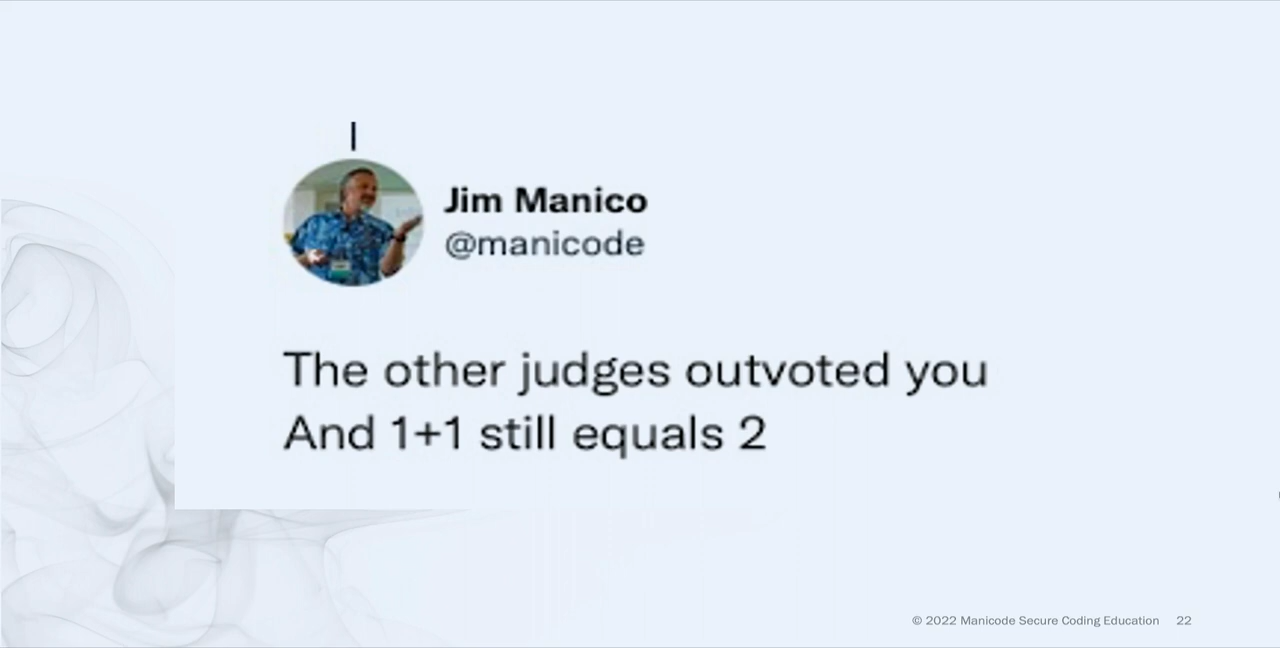 Jim Manico
@manicode
The other judges outvoted you
And 1+1 still equals 2
© 2022 Manicode Secure Coding Education 22